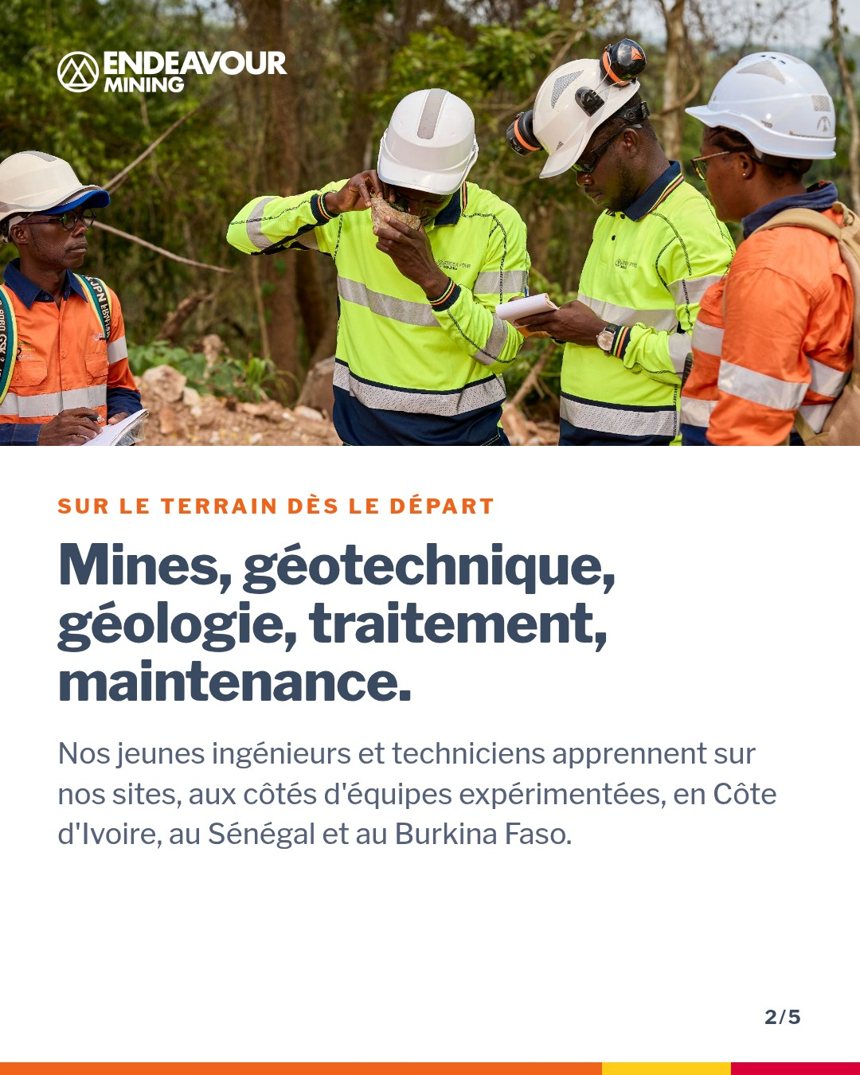 ENDEAVOUR
MINING
SUR LE TERRAIN DÈS LE DÉPART
Mines, géotechnique,
géologie, traitement,
maintenance.
Nos jeunes ingénieurs et techniciens apprennent sur
nos sites, aux côtés d'équipes expérimentées, en Côte
d'Ivoire, au Sénégal et au Burkina Faso.
2/5